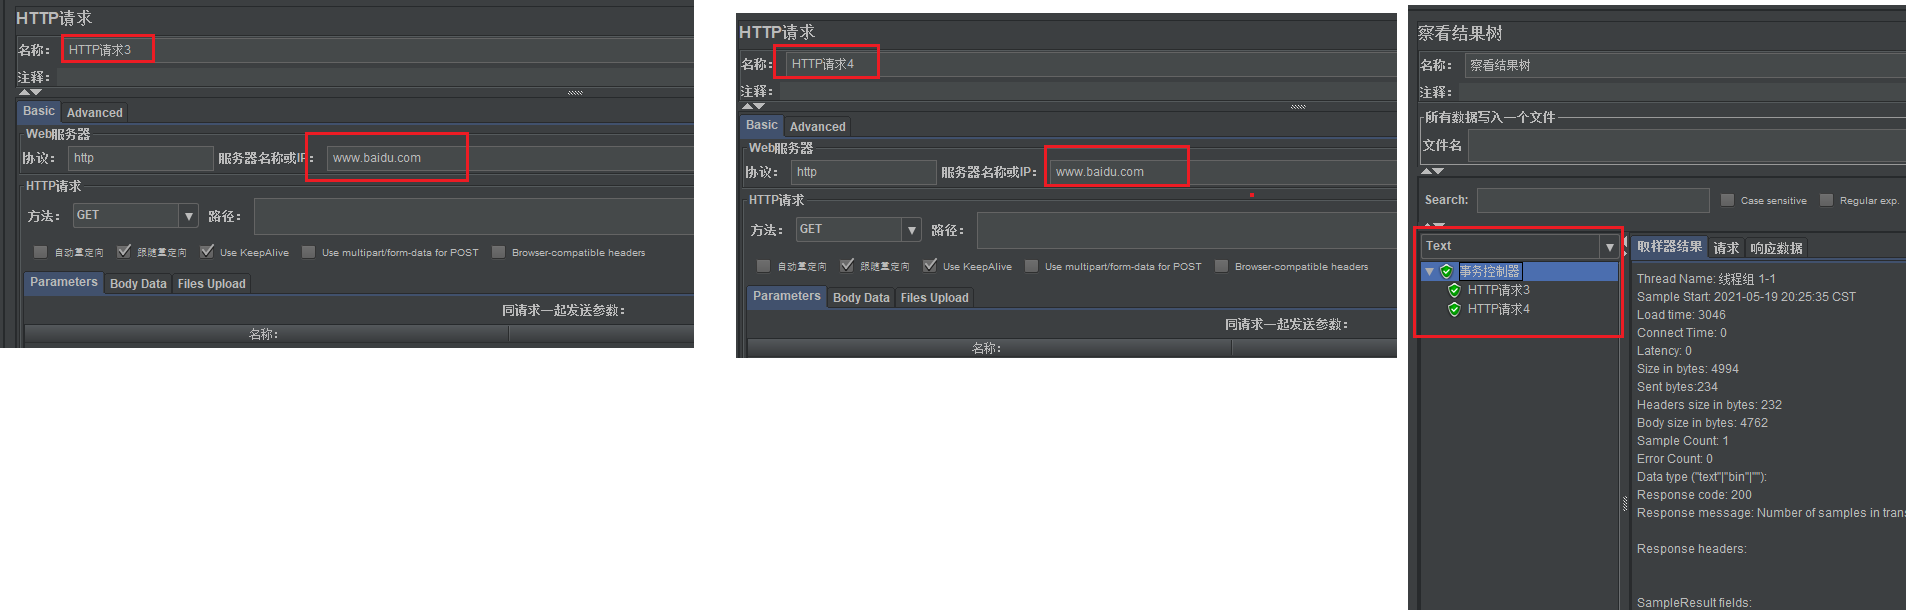 HTTP请求
名称： HTTP请求3
注释：
Basic Advanced
Web服务器
协议： http 服务器名称或IP： www.baidu.com
HTTP请求
方法： GET 路径：
自动重定向 跟随重定向 Use KeepAlive Use multipart/form-data for POST Browser-compatible headers
Parameters Body Data Files Upload
同请求一起发送参数：
名称：
HTTP请求
名称： HTTP请求4
注释：
Basic Advanced
Web服务器
协议： http 服务器名称或IP： www.baidu.com
HTTP请求
方法： GET 路径：
自动重定向 跟随重定向 Use KeepAlive Use multipart/form-data for POST Browser-compatible headers
Parameters Body Data Files Upload
同请求一起发送参数：
名称：
察看结果树
名称： 察看结果树
注释：
所有数据写入一个文件
文件名
Search: Case sensitive Regular exp.
Text
事务控制器
HTTP请求3
HTTP请求4
取样器结果 请求 响应数据
Thread Name: 线程组 1-1
Sample Start: 2021-05-19 20:25:35 CST
Load time: 3046
Connect Time: 0
Latency: 0
Size in bytes: 4994
Sent bytes:234
Headers size in bytes: 232
Body size in bytes: 4762
Sample Count: 1
Error Count: 0
Data type ("text"|"bin"|""):
Response code: 200
Response message: Number of samples in tran
Response headers:
SampleResult fields: